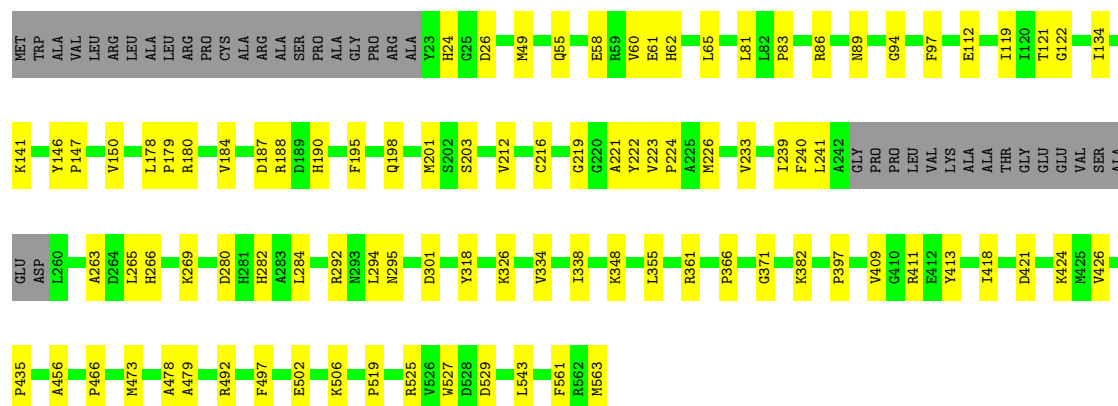 MET TRP ALA VAL LEU ARG LEU LEU ALA LEU ARG PRO CYS ALA ARG ALA SER PRO ALA GLY PRO ARG ALA Y23 H24 G25 D26 M49 Q55 E58 R59 V60 E61 H62 L65 L81 L82 P83 R86 N89 G94 F97 E112 I119 I120 T121 G122 I134
K141 Y146 P147 V150 L178 P179 R180 V184 D187 R188 D189 H190 F195 Q198 M201 S202 S203 V212 C216 G219 G220 A221 Y222 V223 P224 A225 M226 V233 I239 F240 L241 A242 GLY PRO PRO LEU VAL LYS ALA ALA THR GLY GLU GLU VAL SER ALA
GLU ASP L260 A263 D264 L265 H266 K269 D280 H281 H282 A283 L284 R292 N293 L294 N295 D301 Y318 K326 V334 I338 K348 L355 R361 P366 G371 K382 P397 V409 G410 R411 E412 Y413 I418 D421 K424 M425 V426
P435 A456 P466 M473 A478 A479 R492 F497 E502 K506 P519 R525 V526 W527 D528 D529 L543 F561 R562 M563